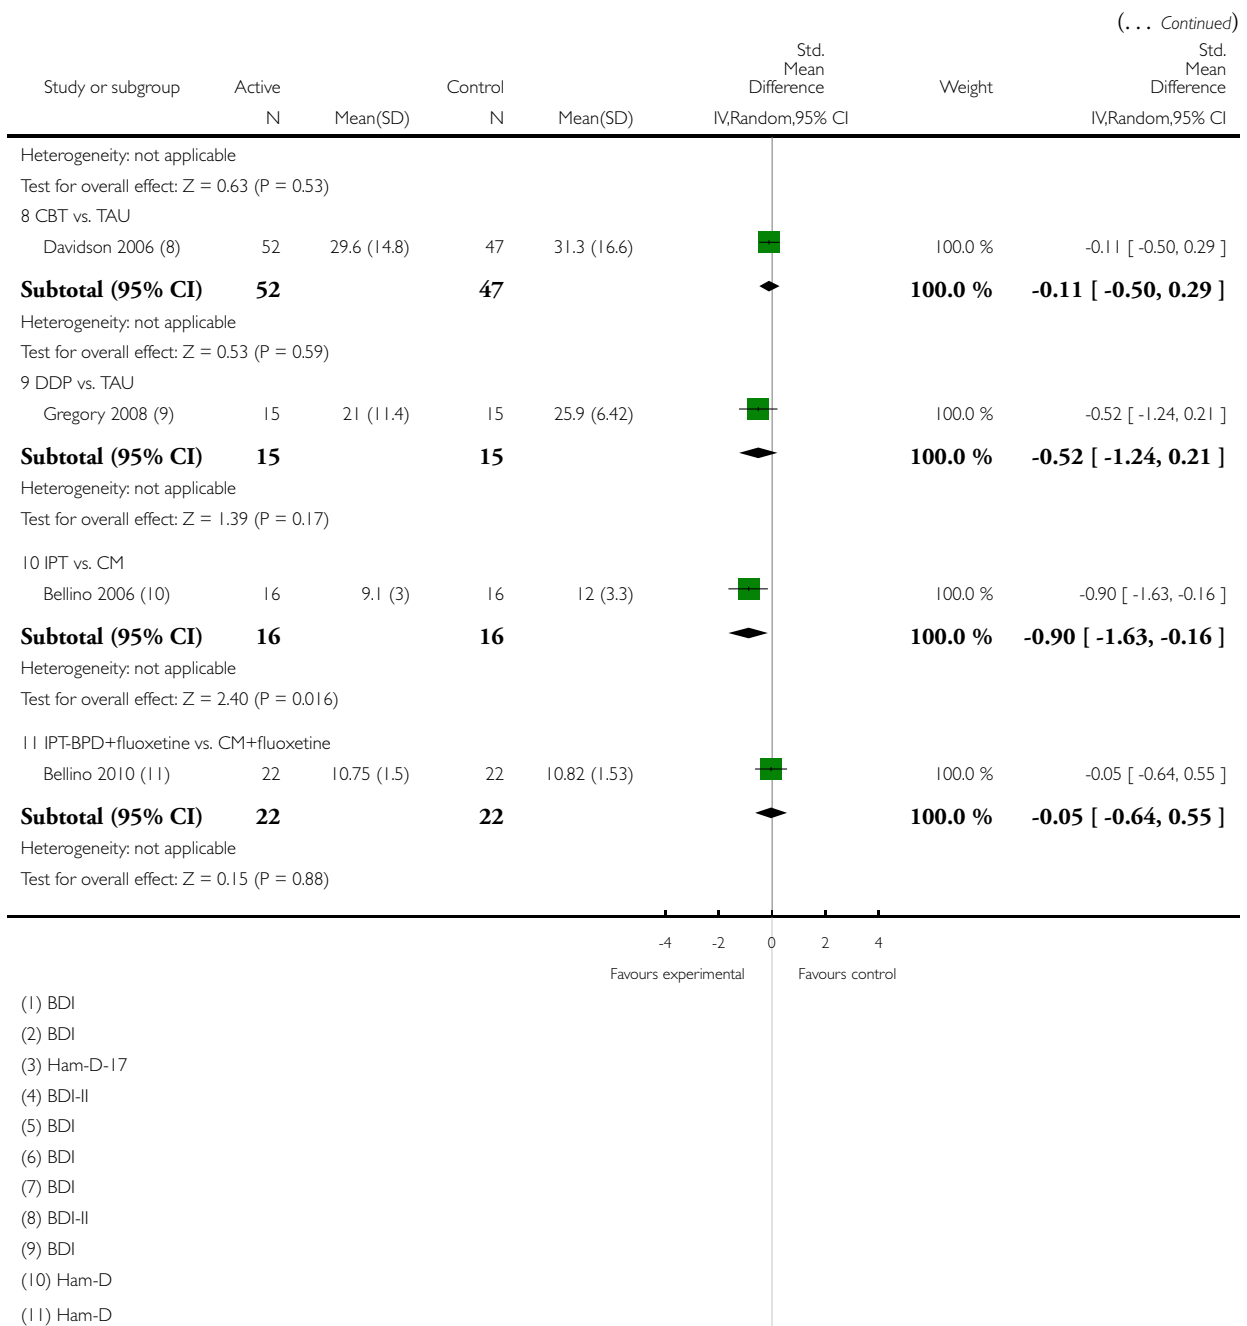 (... Continued)
Study or subgroup Active Control Std. Mean Difference Weight Std. Mean Difference
N Mean(SD) N Mean(SD) IV,Random,95% CI IV,Random,95% CI
Heterogeneity: not applicable
Test for overall effect: Z = 0.63 (P = 0.53)
8 CBT vs. TAU
Davidson 2006 (8) 52 29.6 (14.8) 47 31.3 (16.6) 100.0 % -0.11 [ -0.50, 0.29 ]
Subtotal (95% CI) 52 47 100.0 % -0.11 [ -0.50, 0.29 ]
Heterogeneity: not applicable
Test for overall effect: Z = 0.53 (P = 0.59)
9 DDP vs. TAU
Gregory 2008 (9) 15 21 (11.4) 15 25.9 (6.42) 100.0 % -0.52 [ -1.24, 0.21 ]
Subtotal (95% CI) 15 15 100.0 % -0.52 [ -1.24, 0.21 ]
Heterogeneity: not applicable
Test for overall effect: Z = 1.39 (P = 0.17)
10 IPT vs. CM
Bellino 2006 (10) 16 9.1 (3) 16 12 (3.3) 100.0 % -0.90 [ -1.63, -0.16 ]
Subtotal (95% CI) 16 16 100.0 % -0.90 [ -1.63, -0.16 ]
Heterogeneity: not applicable
Test for overall effect: Z = 2.40 (P = 0.016)
11 IPT-BPD+fluoxetine vs. CM+fluoxetine
Bellino 2010 (11) 22 10.75 (1.5) 22 10.82 (1.53) 100.0 % -0.05 [ -0.64, 0.55 ]
Subtotal (95% CI) 22 22 100.0 % -0.05 [ -0.64, 0.55 ]
Heterogeneity: not applicable
Test for overall effect: Z = 0.15 (P = 0.88)
-4 -2 0 2 4
Favours experimental Favours control
(1) BDI
(2) BDI
(3) Ham-D-17
(4) BDI-II
(5) BDI
(6) BDI
(7) BDI
(8) BDI-II
(9) BDI
(10) Ham-D
(11) Ham-D